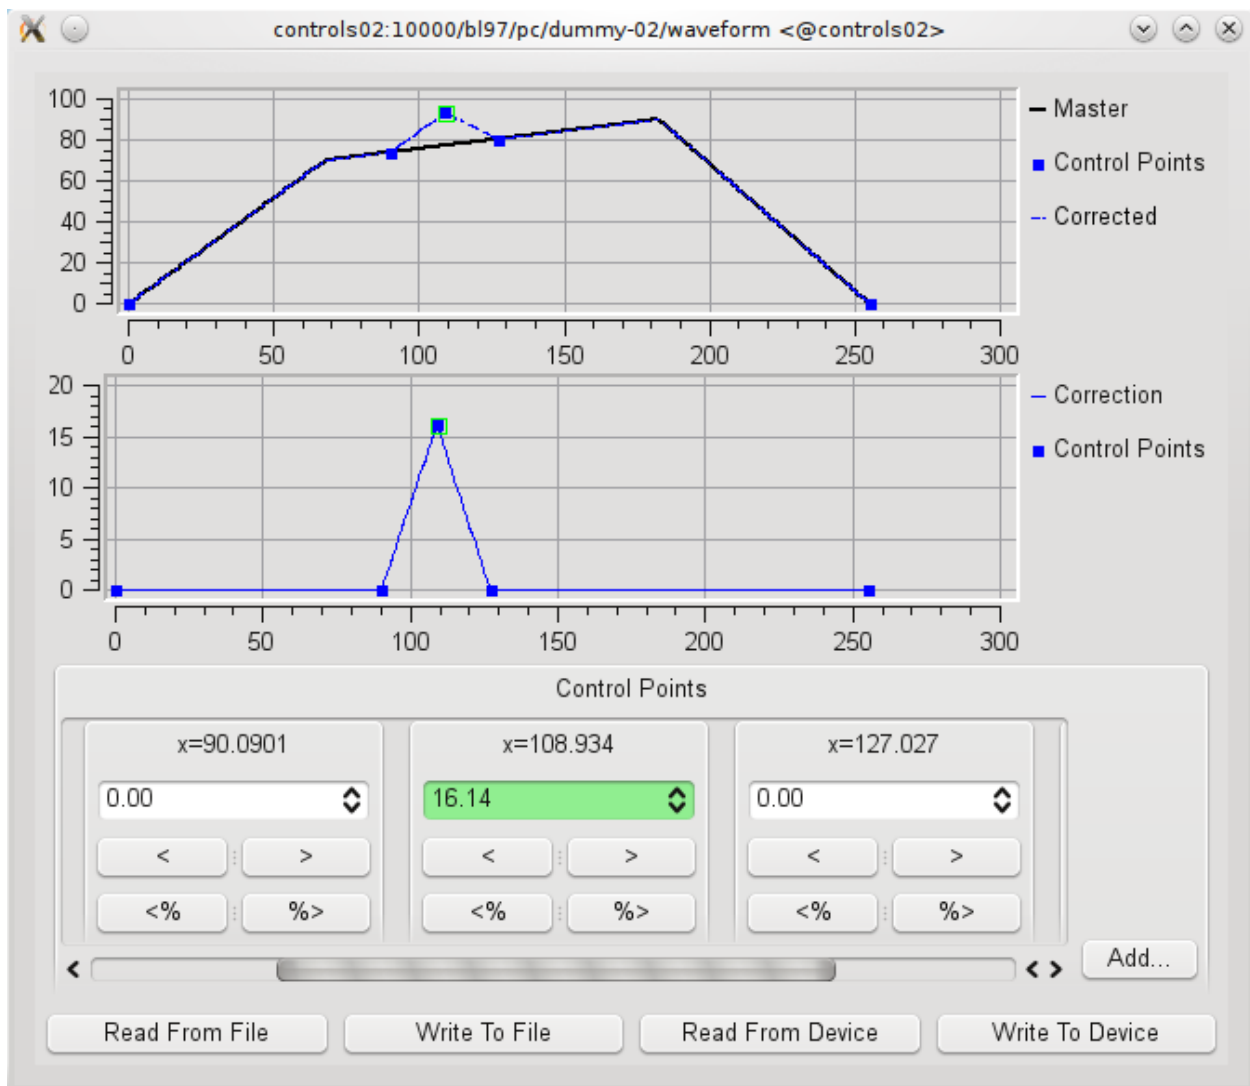 controls02:10000/bl97/pc/dummy-02/waveform <@controls02>
100
80
60
40
20
0
Master
Control Points
Corrected
0 50 100 150 200 250 300
20
15
10
5
0
Correction
Control Points
0 50 100 150 200 250 300
Control Points
x=90.0901 x=108.934 x=127.027
0.00 16.14 0.00
< > < > < >
<% %> <% %> <% %>
Add...
Read From File Write To File Read From Device Write To Device